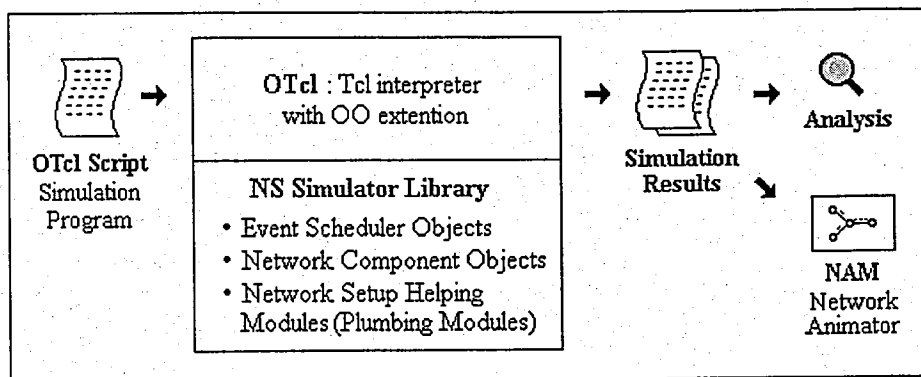 OTcl Script
Simulation
Program
OTcl : Tcl interpreter
with OO extention
NS Simulator Library
• Event Scheduler Objects
• Network Component Objects
• Network Setup Helping
Modules (Plumbing Modules)
Simulation
Results
Analysis
NAM
Network
Animator